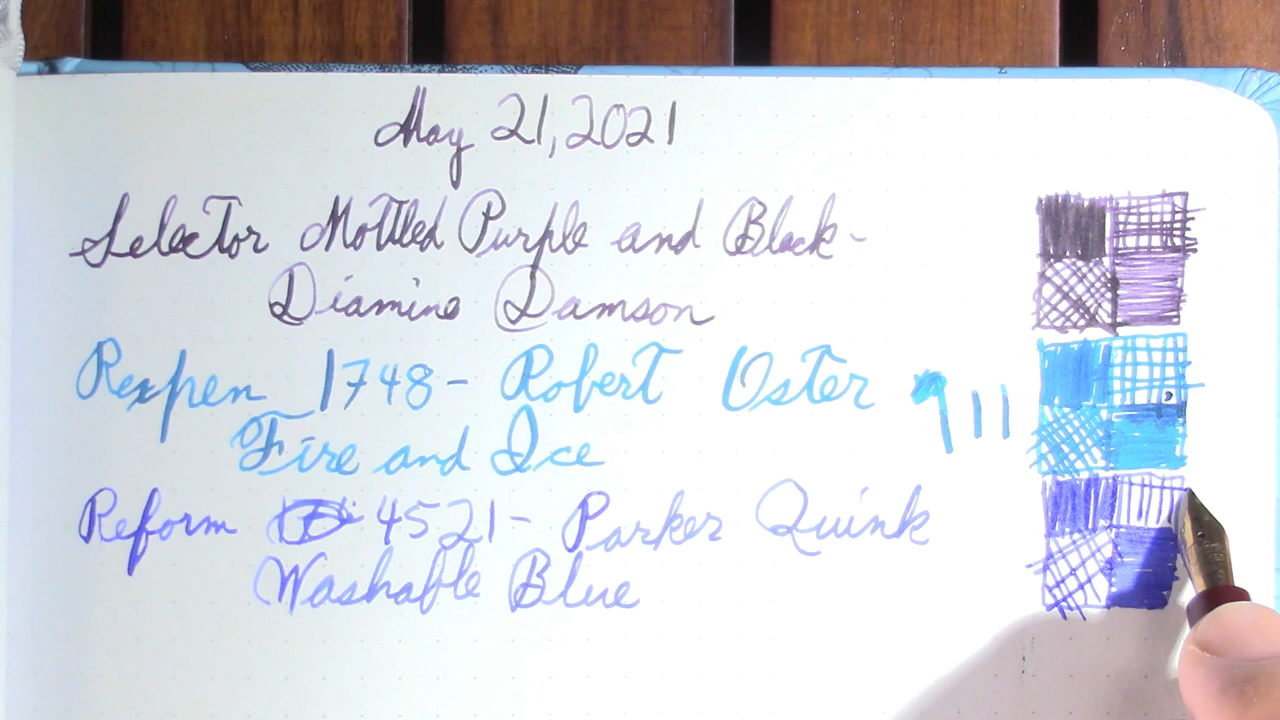 May 21, 2021
Selector Mottled Purple and Black-
Diamine Damson
Rexpen 1748- Robert Oster 911
Fire and Ice
Reform 4521- Parker Quink
Washable Blue